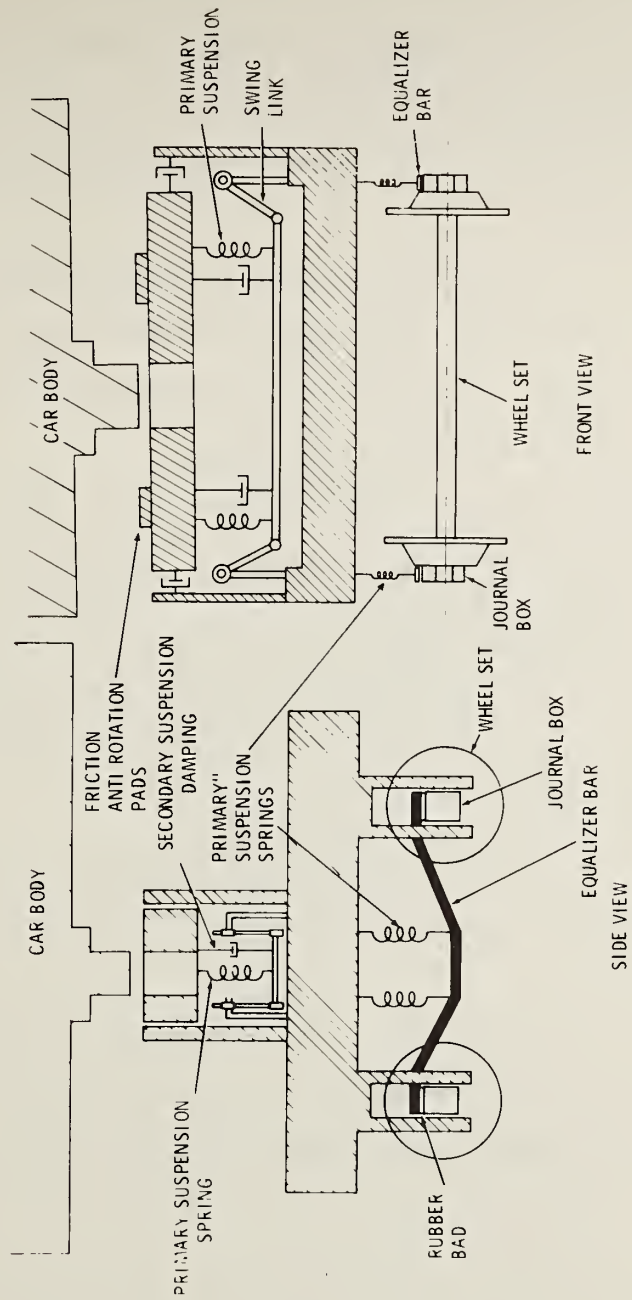 CAR BODY
PRIMARY SUSPENSION
SPRING
FRICTION
ANTI ROTATION
PADS
SECONDARY SUSPENSION
DAMPING
PRIMARY"
SUSPENSION
SPRINGS
RUBBER
BAD
WHEEL SET
JOURNAL BOX
EQUALIZER BAR
SIDE VIEW
CAR BODY
PRIMARY
SUSPENSION
SWING
LINK
EQUALIZER
BAR
JOURNAL
BOX
WHEEL SET
FRONT VIEW